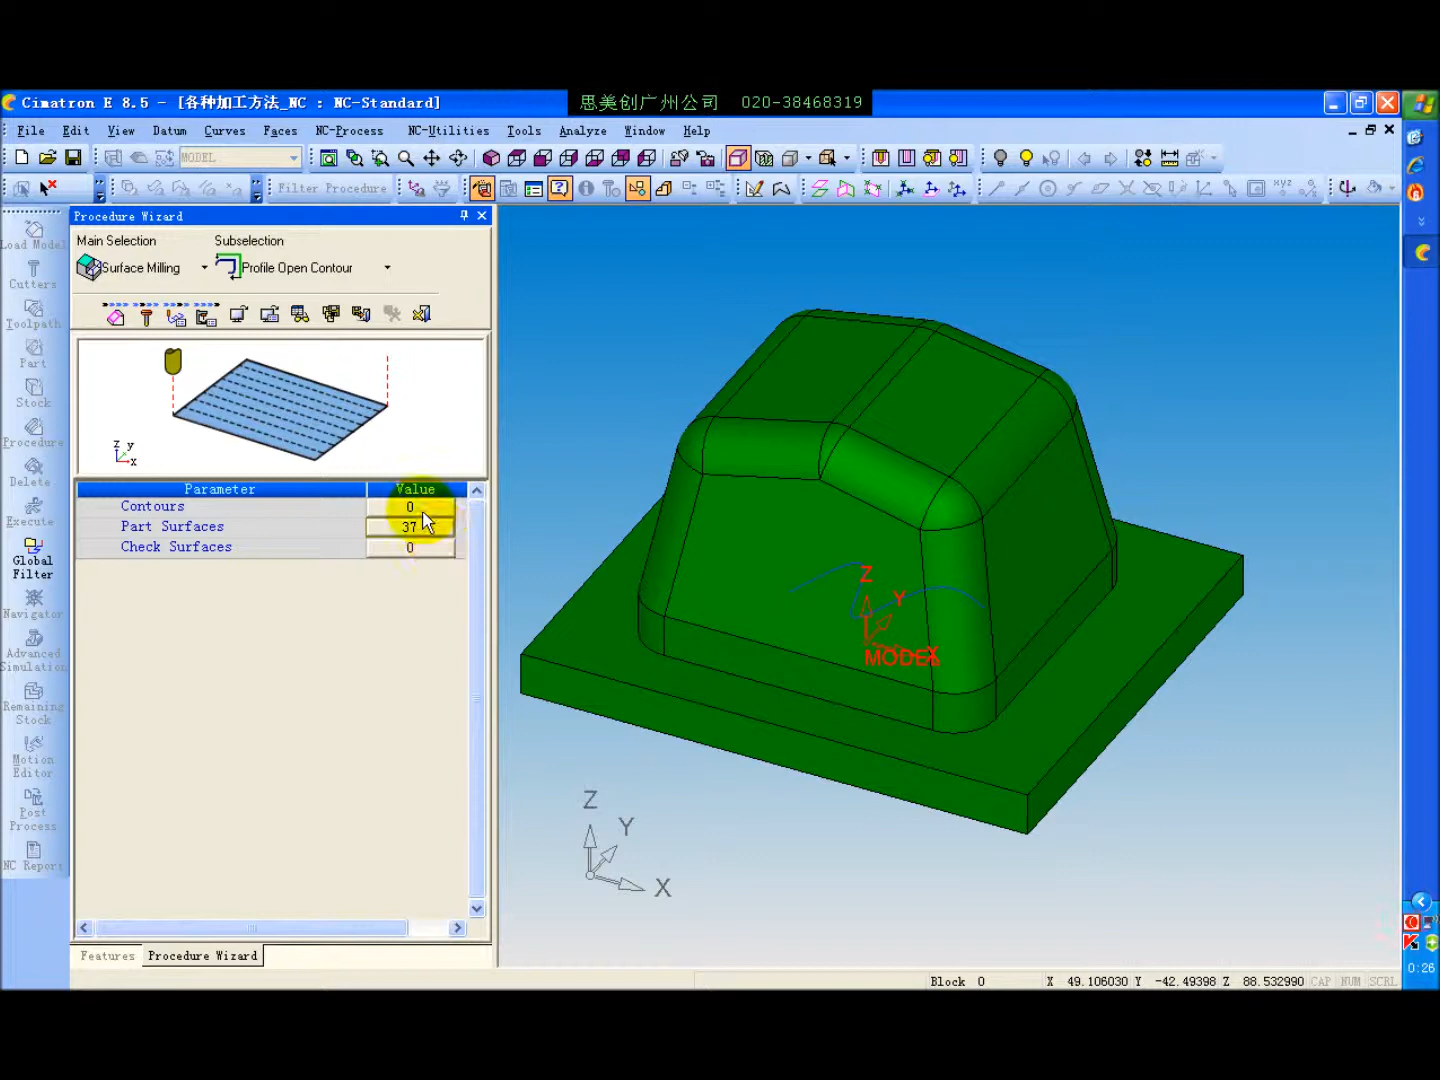 Cimatron E 8.5 - [各种加工方法_NC : NC-Standard]
思美创广州公司 020-38468319
File Edit View Datum Curves Faces NC-Process NC-Utilities Tools Analyze Window Help
MODEL
Filter Procedure
Procedure Wizard
Main Selection Subselection
Surface Milling Profile Open Contour
Load Model
Cutters
Toolpath
Part
Stock
Procedure
Delete
Execute
Global
Filter
Navigator
Advanced
Simulation
Remaining
Stock
Motion
Editor
Post
Process
NC Report
z y
x
Parameter Value
Contours 0
Part Surfaces 37
Check Surfaces 0
Z
Y
X
MODEL
Z
Y
X
Features Procedure Wizard
Block 0 X 49.106030 Y -42.49398 Z 88.532990 CAP NUM SCRL
0:26